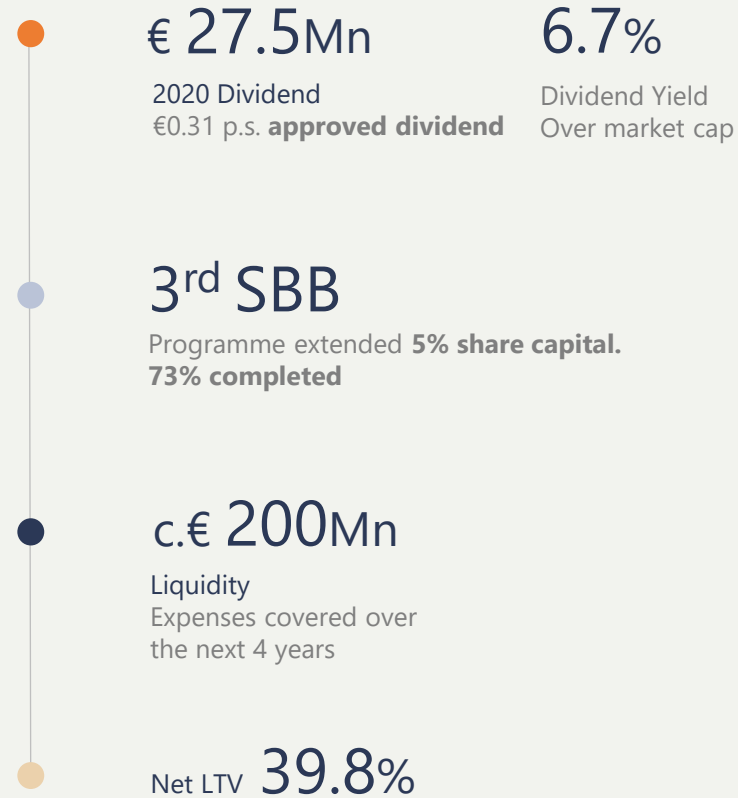 € 27.5Mn
2020 Dividend
€0.31 p.s. approved dividend
6.7%
Dividend Yield
Over market cap
3rd SBB
Programme extended 5% share capital.
73% completed
c.€ 200Mn
Liquidity
Expenses covered over
the next 4 years
Net LTV 39.8%